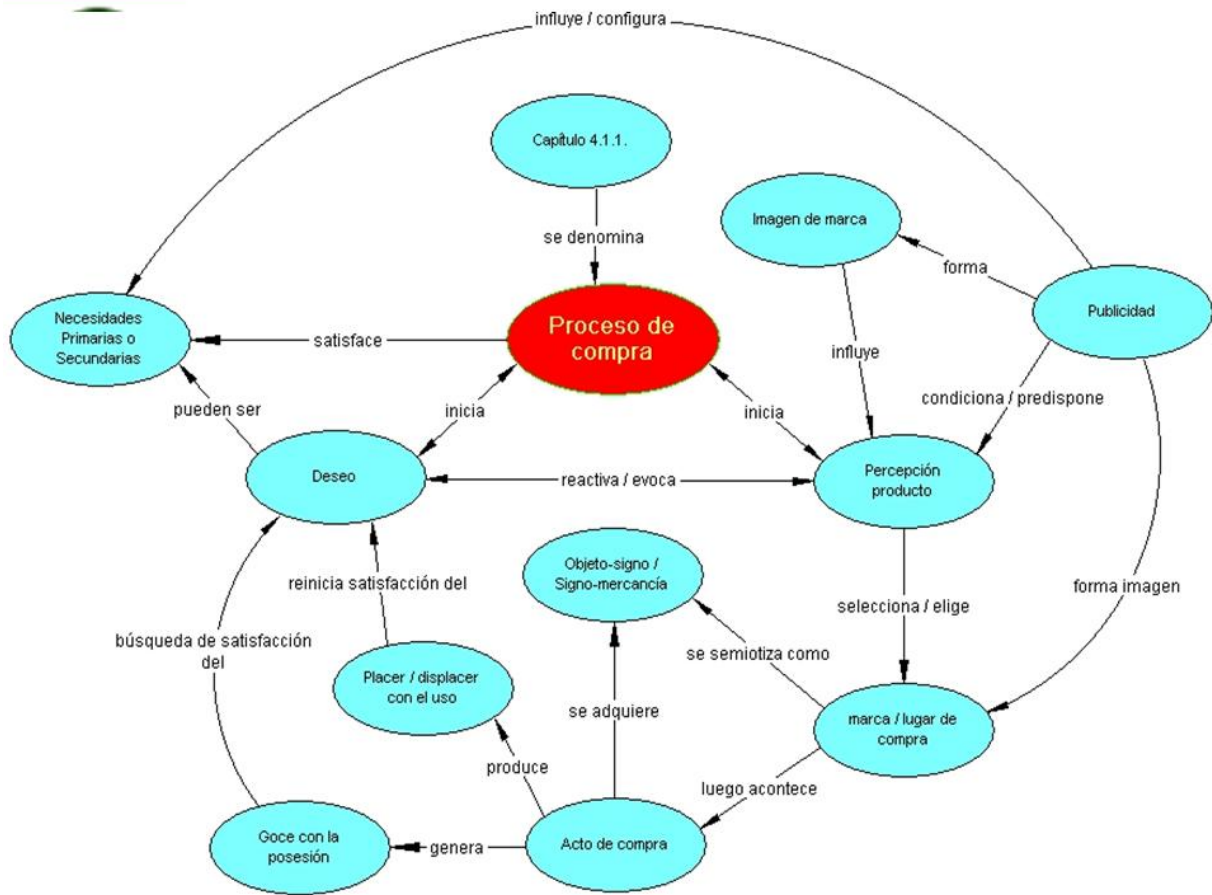 influye / configura
Capítulo 4.1.1.
Imagen de marca
se denomina
forma
Necesidades
Primarias o
Secundarias
Proceso de
compra
Publicidad
satisface
influye
pueden ser
inicia
inicia
condiciona / predispone
Deseo
reactiva / evoca
Percepción
producto
Objeto-signo /
Signo-mercancía
reinicia satisfacción del
selecciona / elige
forma imagen
búsqueda de satisfacción
del
se semiotiza como
Placer / displacer
con el uso
se adquiere
marca / lugar de
compra
produce
luego acontece
Goce con la
posesión
genera
Acto de compra